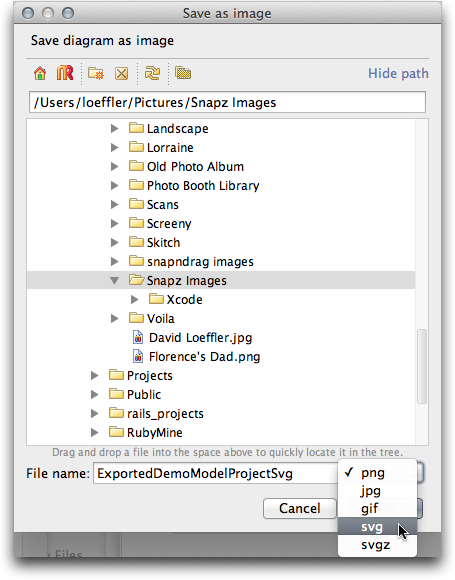 Save as image
Save diagram as image
Hide path
/Users/loeffler/Pictures/Snapz Images
Landscape
Lorraine
Old Photo Album
Photo Booth Library
Scans
Screeny
Skitch
snapndrag images
Snapz Images
Xcode
Voila
David Loeffler.jpg
Florence's Dad.png
Projects
Public
rails_projects
RubyMine
Drag and drop a file into the space above to quickly locate it in the tree.
File name: ExportedDemoModelProjectSvg
✓ png
jpg
gif
svg
svgz
Cancel
Files